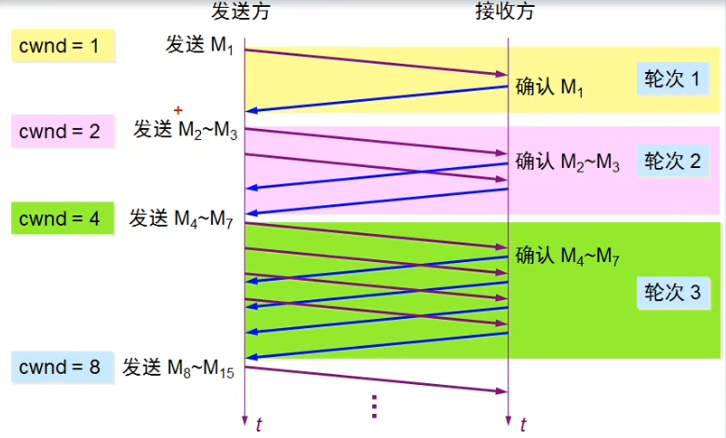 发送方 接收方
cwnd = 1 发送 M1 轮次 1
确认 M1
cwnd = 2 发送 M2~M3
确认 M2~M3 轮次 2
cwnd = 4 发送 M4~M7
确认 M4~M7
轮次 3
cwnd = 8 发送 M8~M15
t t